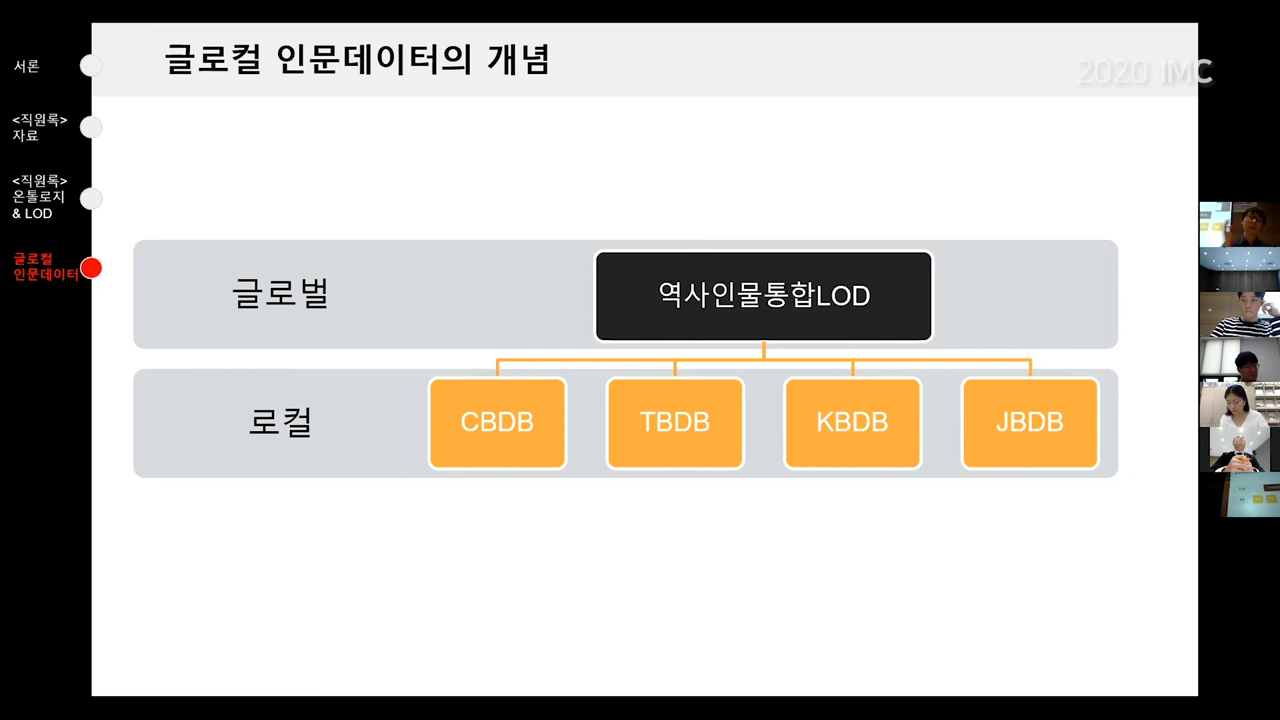 글로컬 인문데이터의 개념
2020 IMC
서론
<직원록>
자료
<직원록>
온톨로지
& LOD
글로컬
인문데이터
글로벌
역사인물통합LOD
로컬
CBDB
TBDB
KBDB
JBDB